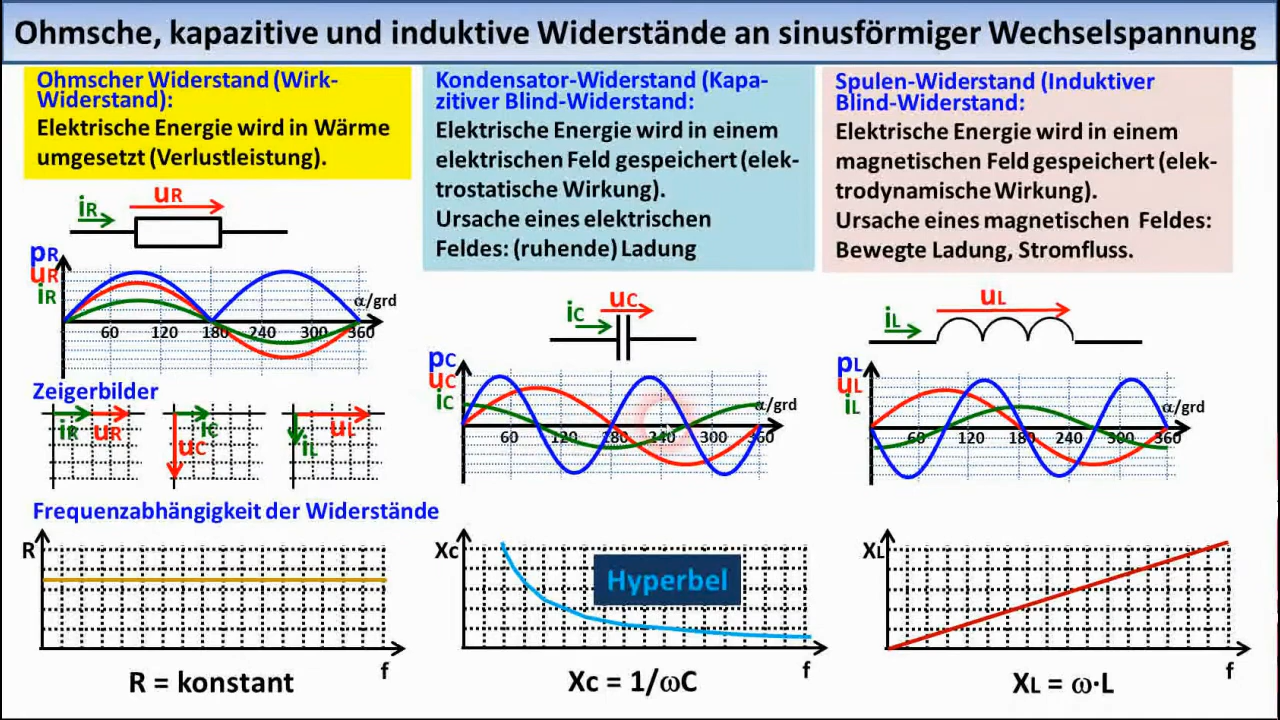 Ohmsche, kapazitive und induktive Widerstände an sinusförmiger Wechselspannung
Ohmscher Widerstand (Wirk-
Widerstand):
Elektrische Energie wird in Wärme
umgesetzt (Verlustleistung).
Kondensator-Widerstand (Kapa-
zitiver Blind-Widerstand:
Elektrische Energie wird in einem
elektrischen Feld gespeichert (elek-
trostatische Wirkung).
Ursache eines elektrischen
Feldes: (ruhende) Ladung
Spulen-Widerstand (Induktiver
Blind-Widerstand:
Elektrische Energie wird in einem
magnetischen Feld gespeichert (elek-
trodynamische Wirkung).
Ursache eines magnetischen Feldes:
Bewegte Ladung, Stromfluss.
iR
uR
pR
uR
iR
α/grd
60 120 180 240 300 360
iC
uC
pC
uC
iC
α/grd
60 120 180 240 300 360
iL
uL
pL
uL
iL
α/grd
60 120 180 240 300 360
Zeigerbilder
iR uR
iC
uC
uL
iL
Frequenzabhängigkeit der Widerstände
R
f
R = konstant
Xc
Hyperbel
f
Xc = 1/ωC
XL
f
XL = ω·L